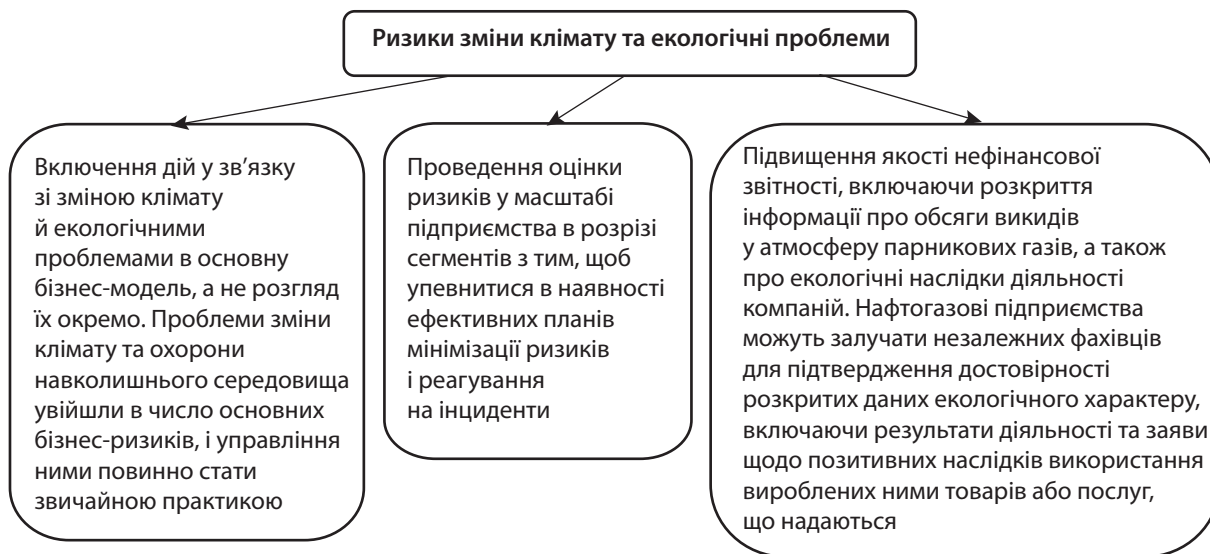 Ризики зміни клімату та екологічні проблеми
Включення дій у зв’язку
зі зміною клімату
й екологічними
проблемами в основну
бізнес-модель, а не розгляд
їх окремо. Проблеми зміни
клімату та охорони
навколишнього середовища
увійшли в число основних
бізнес-ризиків, і управління
ними повинно стати
звичайною практикою
Проведення оцінки
ризиків у масштабі
підприємства в розрізі
сегментів з тим, щоб
упевнитися в наявності
ефективних планів
мінімізації ризиків
і реагування
на інциденти
Підвищення якості нефінансової
звітності, включаючи розкриття
інформації про обсяги викидів
у атмосферу парникових газів, а також
про екологічні наслідки діяльності
компаній. Нафтогазові підприємства
можуть залучати незалежних фахівців
для підтвердження достовірності
розкритих даних екологічного характеру,
включаючи результати діяльності та заяви
щодо позитивних наслідків використання
вироблених ними товарів або послуг,
що надаються